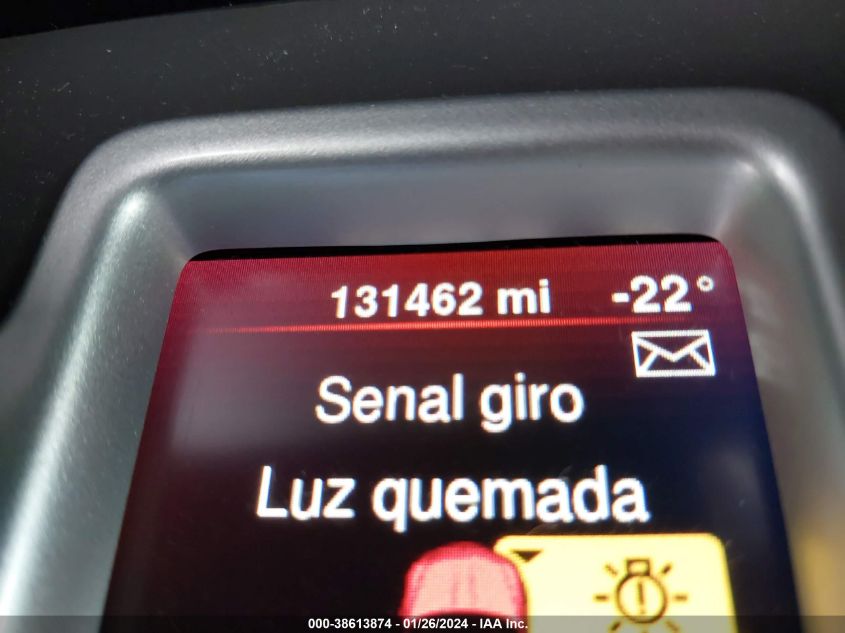 131462 mi -22°
Senal giro
Luz quemada
000-38613874 | 01/26/2024 - IAA Inc.